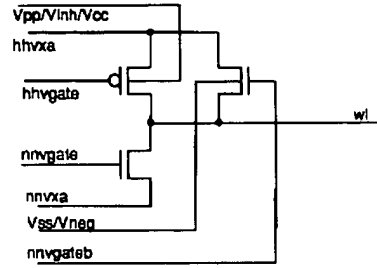 Vpp/Vinh/Vcc
hhvxa
hhvgate
wl
nnvgate
nnvxa
Vss/Vneg
nnvgateb